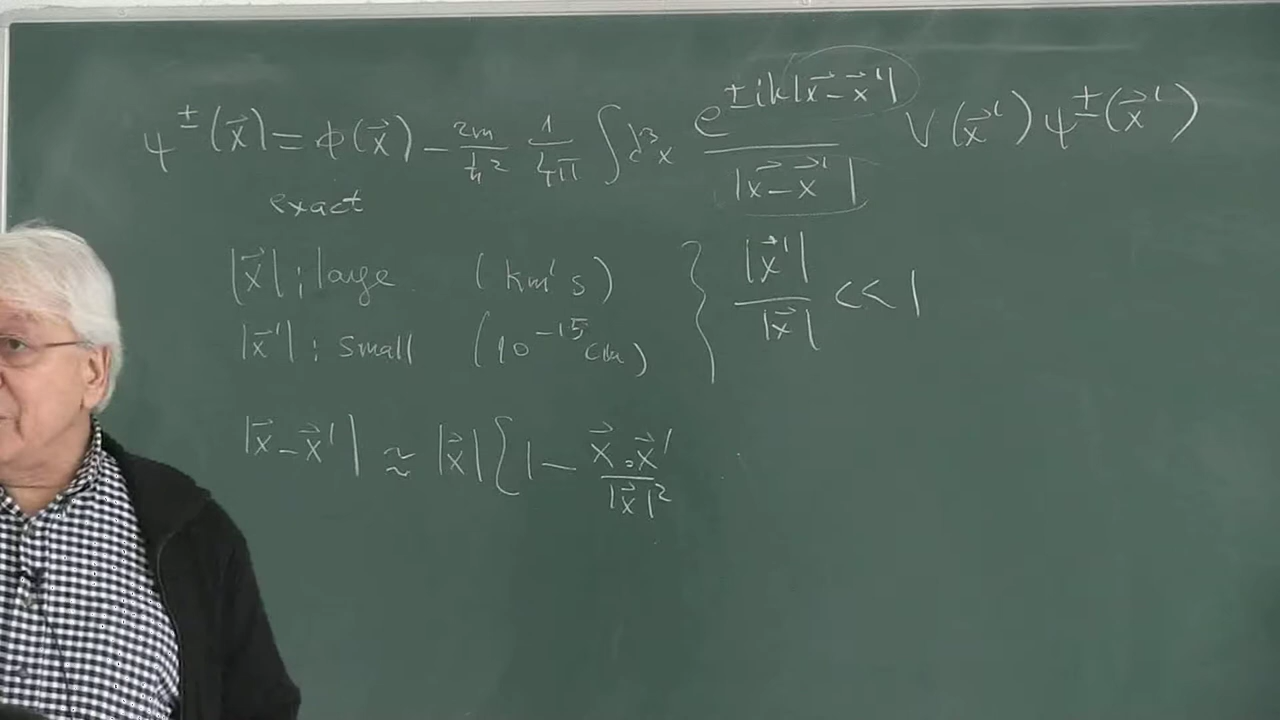 ψ^±(x⃗) = ϕ(x⃗) − 2m/ħ² 1/4π ∫d³x e^{±ik|x⃗−x⃗'|}/|x⃗−x⃗'| V(x⃗')ψ^±(x⃗')
exact
|x⃗| : large (km's) } |x⃗'|/|x⃗| << 1
|x⃗'| : small (10^{−15} cm)
|x⃗−x⃗'| ≈ |x⃗| { 1 − x⃗.x⃗'/|x⃗|²